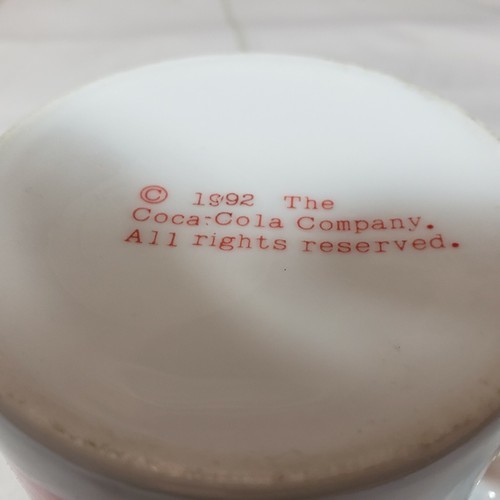 © 1992 The
Coca-Cola Company.
All rights reserved.